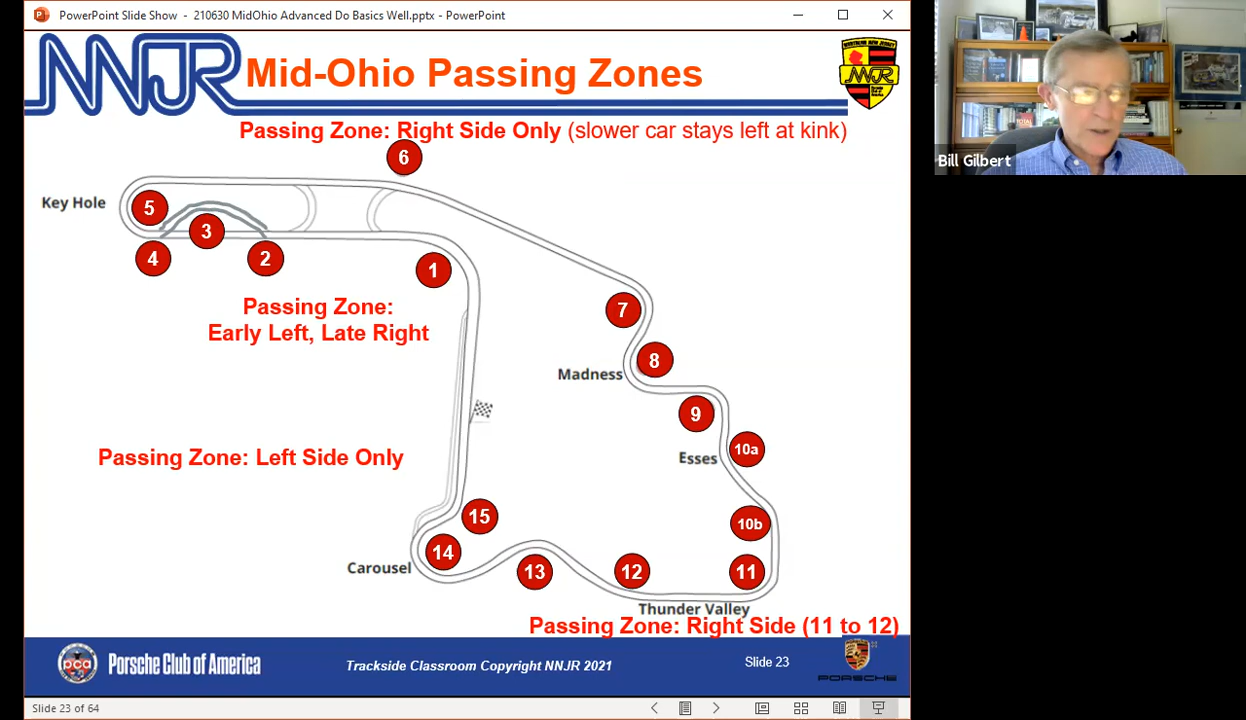 PowerPoint Slide Show - 210630 MidOhio Advanced Do Basics Well.pptx - PowerPoint
NNJR Mid-Ohio Passing Zones
NNJR
Passing Zone: Right Side Only (slower car stays left at kink)
6
Key Hole
5
3
4
2
1
Passing Zone:
Early Left, Late Right
7
8
Madness
9
10a
Esses
Passing Zone: Left Side Only
15
10b
14
Carousel
13
12
11
Thunder Valley
Passing Zone: Right Side (11 to 12)
pca Porsche Club of America
Trackside Classroom Copyright NNJR 2021
Slide 23
PORSCHE
Slide 23 of 64
Bill Gilbert